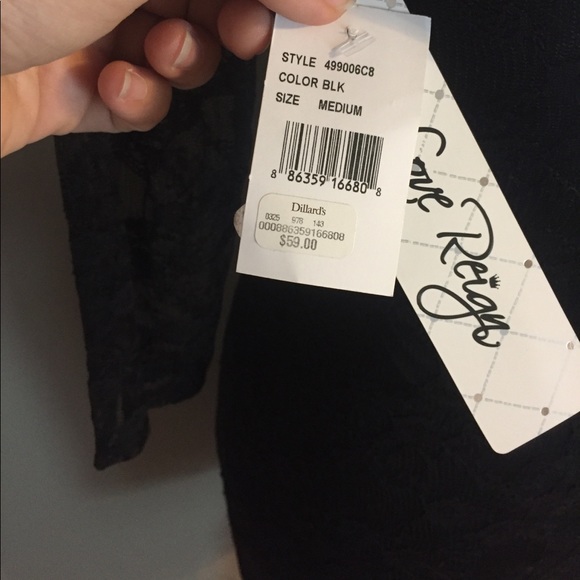 STYLE 499006C8
COLOR BLK
SIZE MEDIUM
8 86359 16680 8
Dillard's
0325 978 143
000886359166808
$59.00
Love Reign